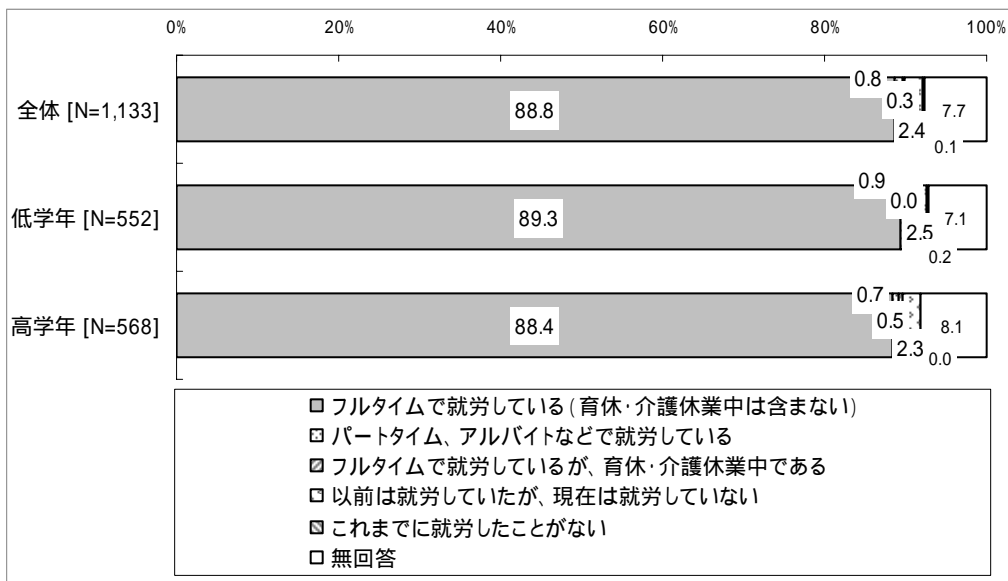 0% 20% 40% 60% 80% 100%
全体 [N=1,133]
88.8
0.8
0.3
2.4
0.1
7.7
低学年 [N=552]
89.3
0.9
0.0
2.5
0.2
7.1
高学年 [N=568]
88.4
0.7
0.5
2.3
0.0
8.1
フルタイムで就労している(育休・介護休業中は含まない)
パートタイム、アルバイトなどで就労している
フルタイムで就労しているが、育休・介護休業中である
以前は就労していたが、現在は就労していない
これまでに就労したことがない
無回答